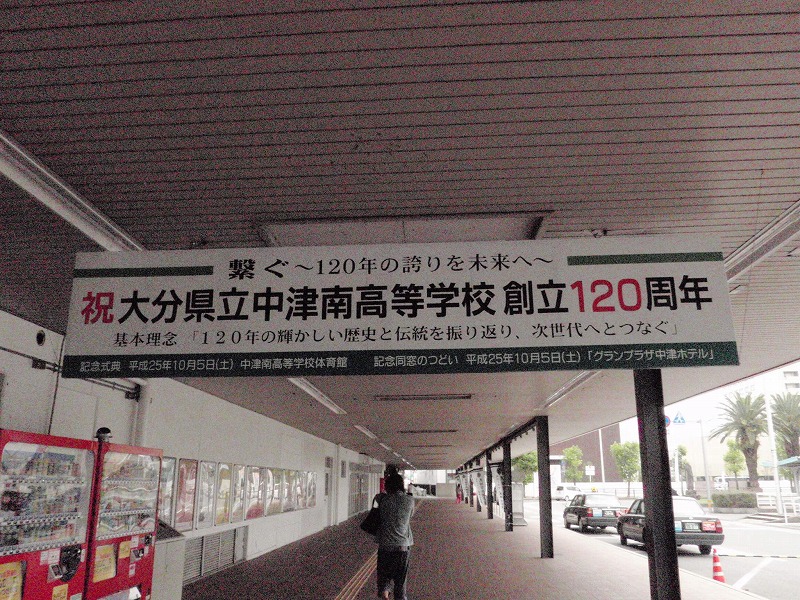 繋ぐ～120年の誇りを未来へ～
祝 大分県立中津南高等学校 創立120周年
基本理念 「１２０年の輝かしい歴史と伝統を振り返り、次世代へとつなぐ」
記念式典 平成25年10月5日(土) 中津南高等学校体育館 記念同窓のつどい 平成25年10月5日(土)「グランプラザ中津ホテル」